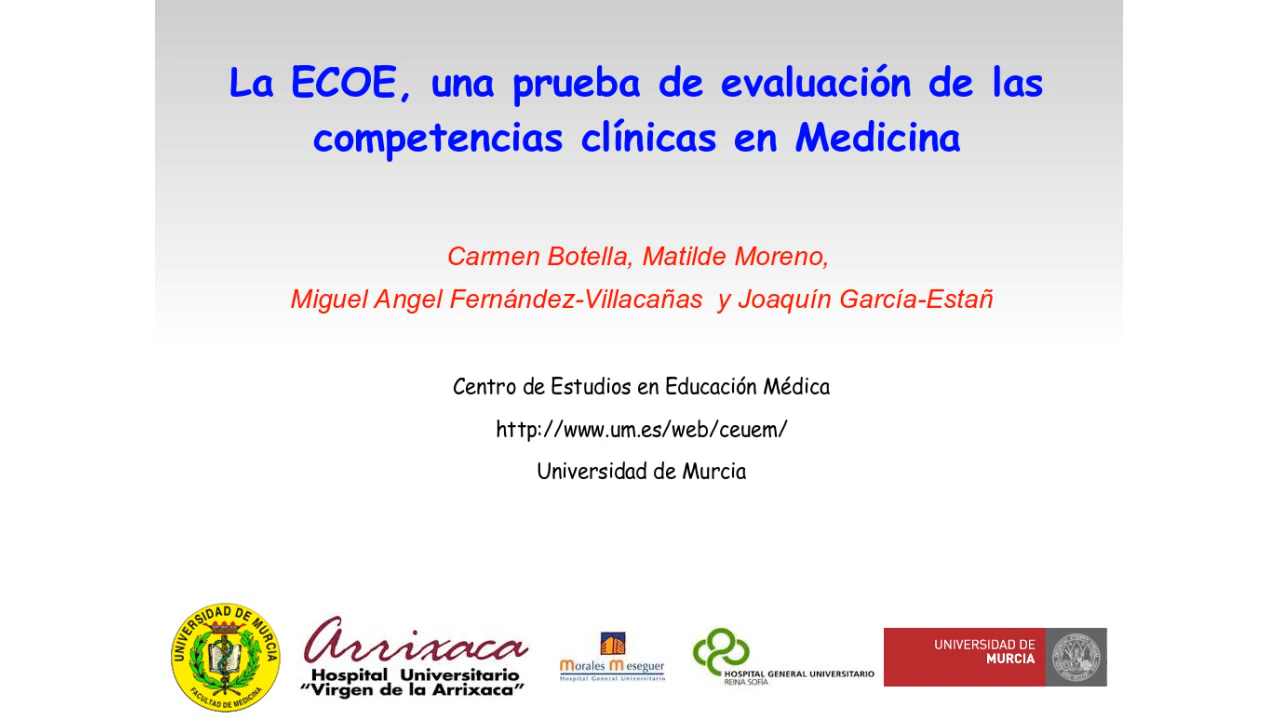 La ECOE, una prueba de evaluación de las
competencias clínicas en Medicina
Carmen Botella, Matilde Moreno,
Miguel Angel Fernández-Villacañas y Joaquín García-Estañ
Centro de Estudios en Educación Médica
http://www.um.es/web/ceuem/
Universidad de Murcia
UNIVERSIDAD DE MURCIA
FACULTAD DE MEDICINA
Arrixaca
Hospital Universitario
“Virgen de la Arrixaca”
Morales Meseguer
Hospital General Universitario
HOSPITAL GENERAL UNIVERSITARIO
REINA SOFÍA
UNIVERSIDAD DE
MURCIA